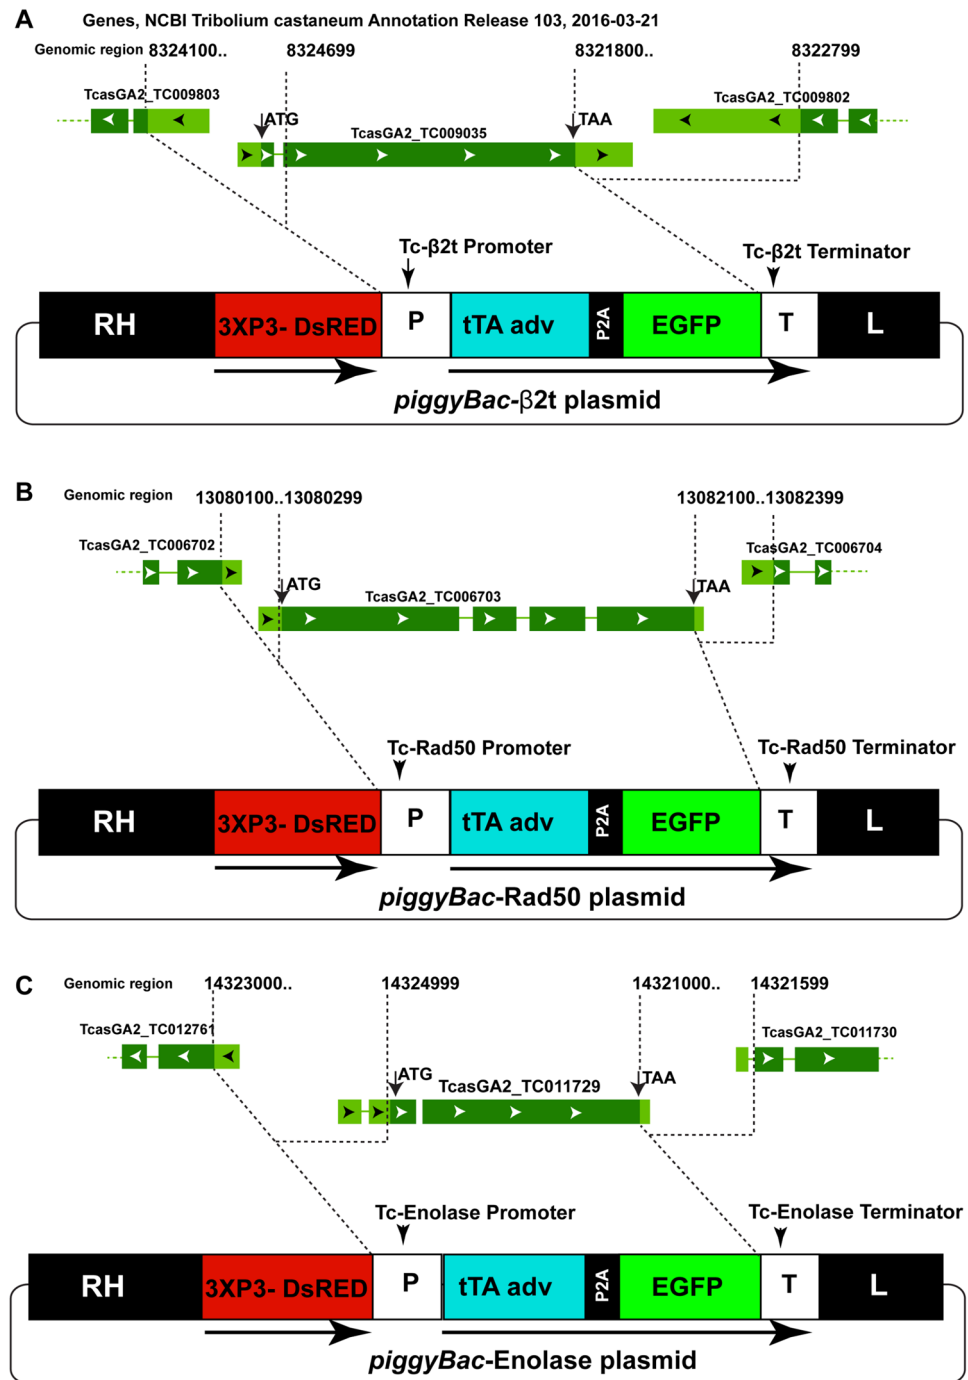 A Genes, NCBI Tribolium castaneum Annotation Release 103, 2016-03-21
Genomic region 8324100.. 8324699 8321800.. 8322799
TcasGA2_TC009803 TcasGA2_TC009802
ATG TcasGA2_TC009035 TAA
Tc-β2t Promoter Tc-β2t Terminator
RH 3XP3- DsRED P tTA adv P2A EGFP T L
piggyBac-β2t plasmid
B Genomic region 13080100..13080299 13082100..13082399
TcasGA2_TC006702 TcasGA2_TC006704
ATG TcasGA2_TC006703 TAA
Tc-Rad50 Promoter Tc-Rad50 Terminator
RH 3XP3- DsRED P tTA adv P2A EGFP T L
piggyBac-Rad50 plasmid
C Genomic region 14323000.. 14324999 14321000.. 14321599
TcasGA2_TC012761 TcasGA2_TC011730
ATG TcasGA2_TC011729 TAA
Tc-Enolase Promoter Tc-Enolase Terminator
RH 3XP3- DsRED P tTA adv P2A EGFP T L
piggyBac-Enolase plasmid